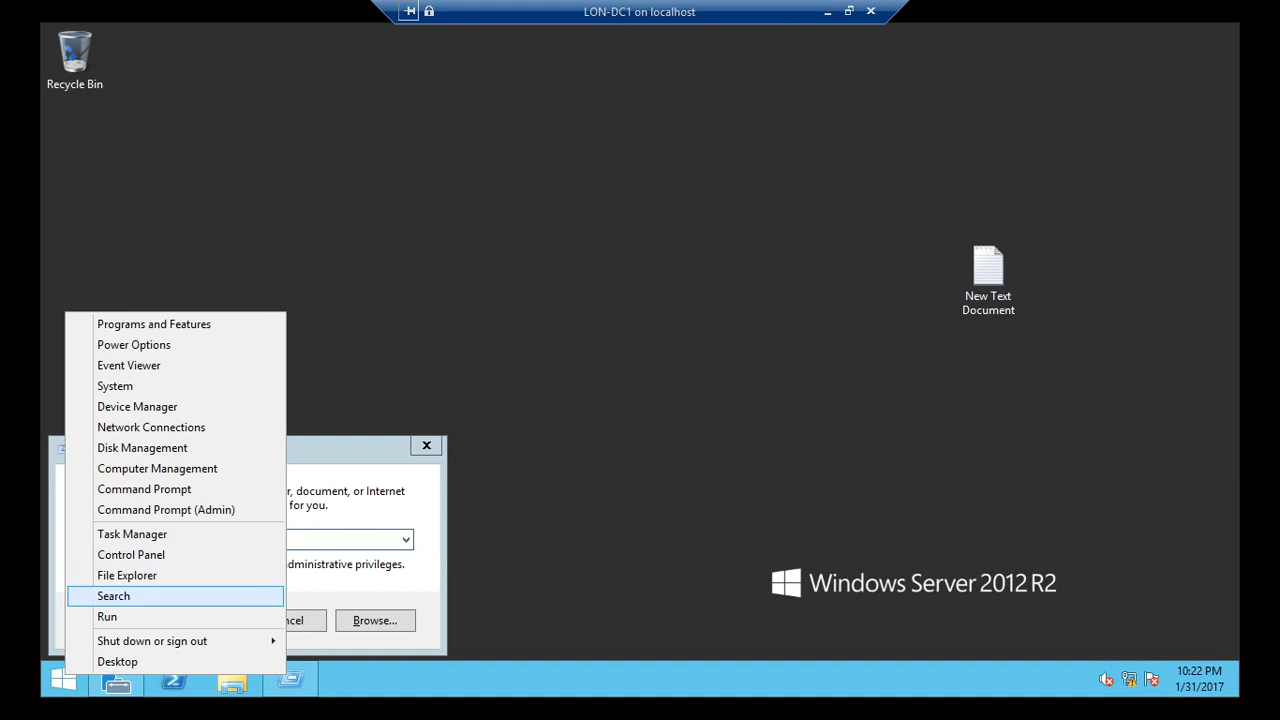 LON-DC1 on localhost
Recycle Bin
New Text
Document
Programs and Features
Power Options
Event Viewer
System
Device Manager
Network Connections
Disk Management
Computer Management
Command Prompt
Command Prompt (Admin)
Task Manager
Control Panel
File Explorer
Search
Run
Shut down or sign out
Desktop
, document, or Internet
for you.
administrative privileges.
Browse...
Windows Server 2012 R2
10:22 PM
1/31/2017